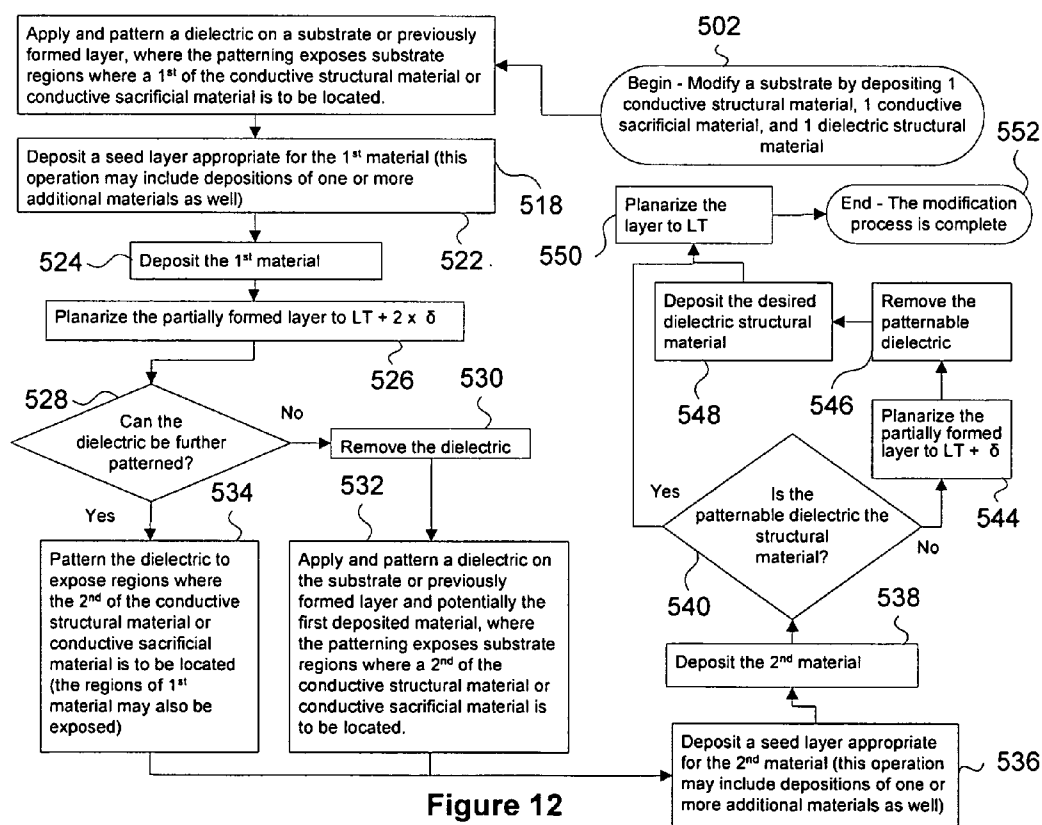 502
Begin - Modify a substrate by depositing 1
conductive structural material, 1 conductive
sacrificial material, and 1 dielectric structural
material
Apply and pattern a dielectric on a substrate or
previously formed layer, where the patterning exposes substrate
regions where a 1st of the conductive structural material or
conductive sacrificial material is to be located.
518
Deposit a seed layer appropriate for the 1st material (this
operation may include depositions of one or more
additional materials as well)
522
524
Deposit the 1st material
Planarize the partially formed layer to LT + 2 x δ
526
528
Can the
dielectric be further
patterned?
No
530
Remove the dielectric
Yes
534
Pattern the dielectric to
expose regions where
the 2nd of the conductive
structural material or
conductive sacrificial
material is to be located
(the regions of 1st
material may also be
exposed)
532
Apply and pattern a dielectric on
the substrate or previously
formed layer and potentially the
first deposited material, where
the patterning exposes substrate
regions where a 2nd of the
conductive structural material or
conductive sacrificial material is
to be located.
Deposit a seed layer appropriate
for the 2nd material (this operation
may include depositions of one or
more additional materials as well)
536
538
Deposit the 2nd material
540
Is the
patternable dielectric the
structural
material?
Yes
No
Planarize the
partially formed
layer to LT + δ
544
Remove the
patternable
dielectric
546
Deposit the desired
dielectric structural
material
548
Planarize the
layer to LT
550
552
End - The modification
process is complete
Figure 12